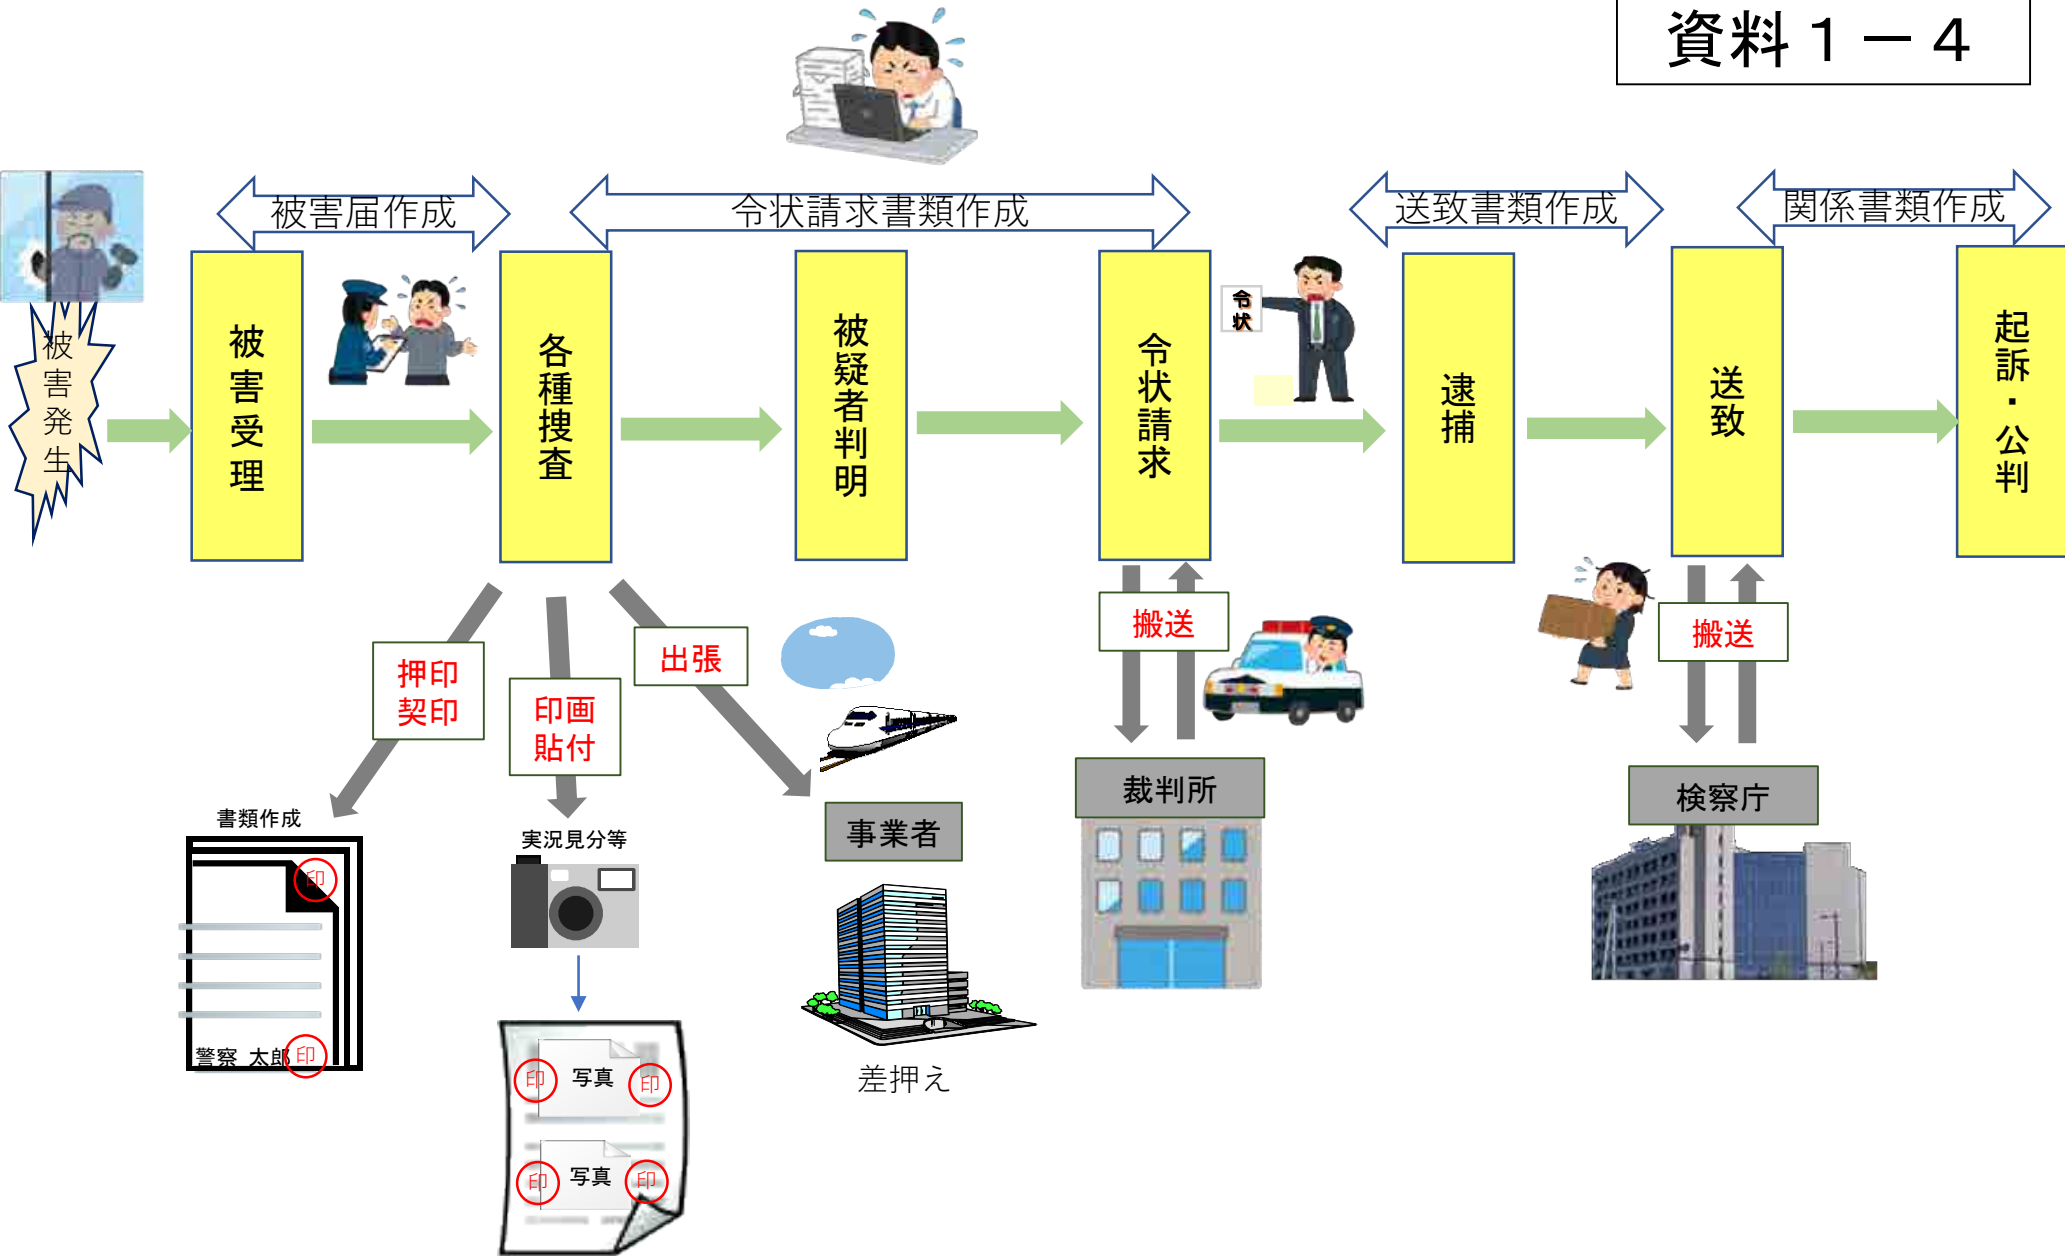 資料１－４
被害届作成
令状請求書類作成
送致書類作成
関係書類作成
被害発生
被害受理
各種捜査
被疑者判明
令状請求
令状
逮捕
送致
起訴・公判
押印
契印
印画
貼付
出張
搬送
搬送
書類作成
印
警察 太郎 印
実況見分等
印 写真 印
印 写真 印
事業者
差押え
裁判所
検察庁